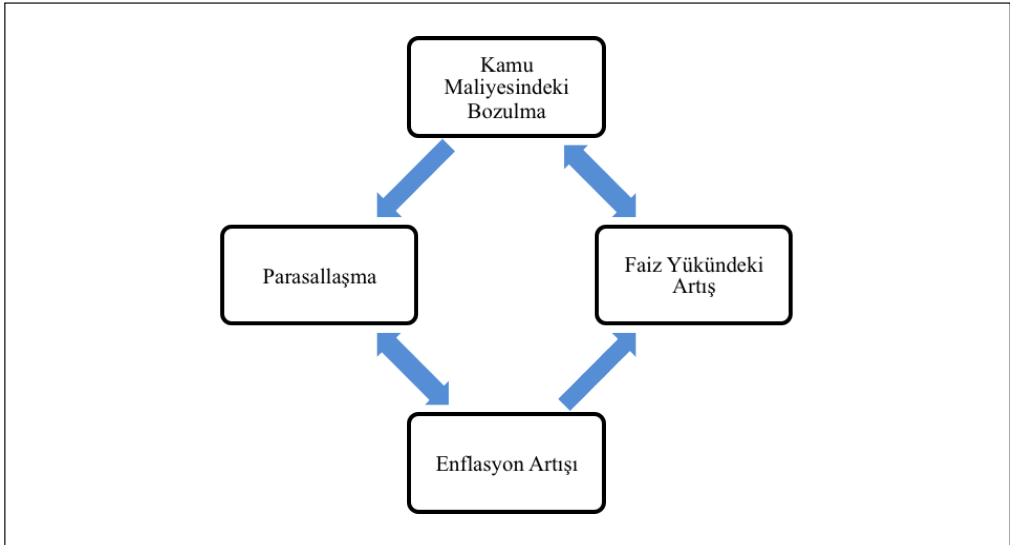 Kamu
Maliyesindeki
Bozulma
Parasallaşma
Faiz Yükündeki
Artış
Enflasyon Artışı